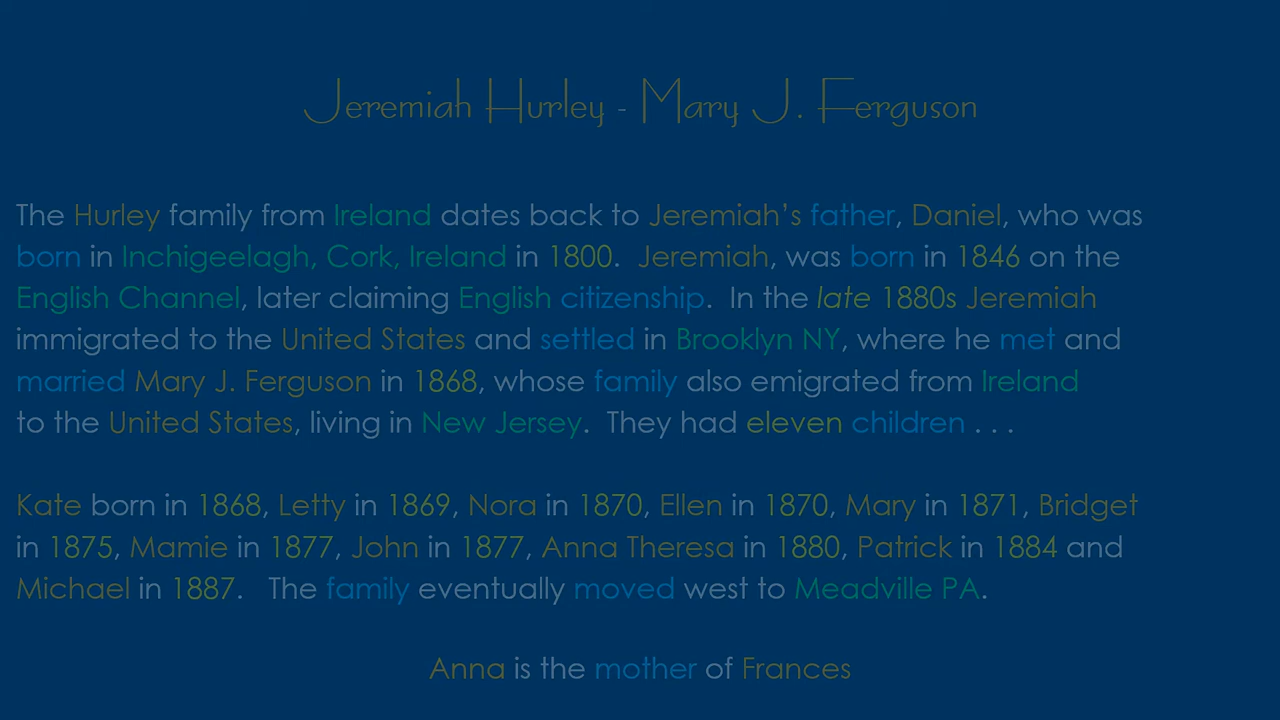 Jeremiah Hurley - Mary J. Ferguson
The Hurley family from Ireland dates back to Jeremiah's father, Daniel, who was
born in Inchigeelagh, Cork, Ireland in 1800.  Jeremiah, was born in 1846 on the
English Channel, later claiming English citizenship.  In the late 1880s Jeremiah
immigrated to the United States and settled in Brooklyn NY, where he met and
married Mary J. Ferguson in 1868, whose family also emigrated from Ireland
to the United States, living in New Jersey.  They had eleven children . . .
Kate born in 1868, Letty in 1869, Nora in 1870, Ellen in 1870, Mary in 1871, Bridget
in 1875, Mamie in 1877, John in 1877, Anna Theresa in 1880, Patrick in 1884 and
Michael in 1887.   The family eventually moved west to Meadville PA.
Anna is the mother of Frances